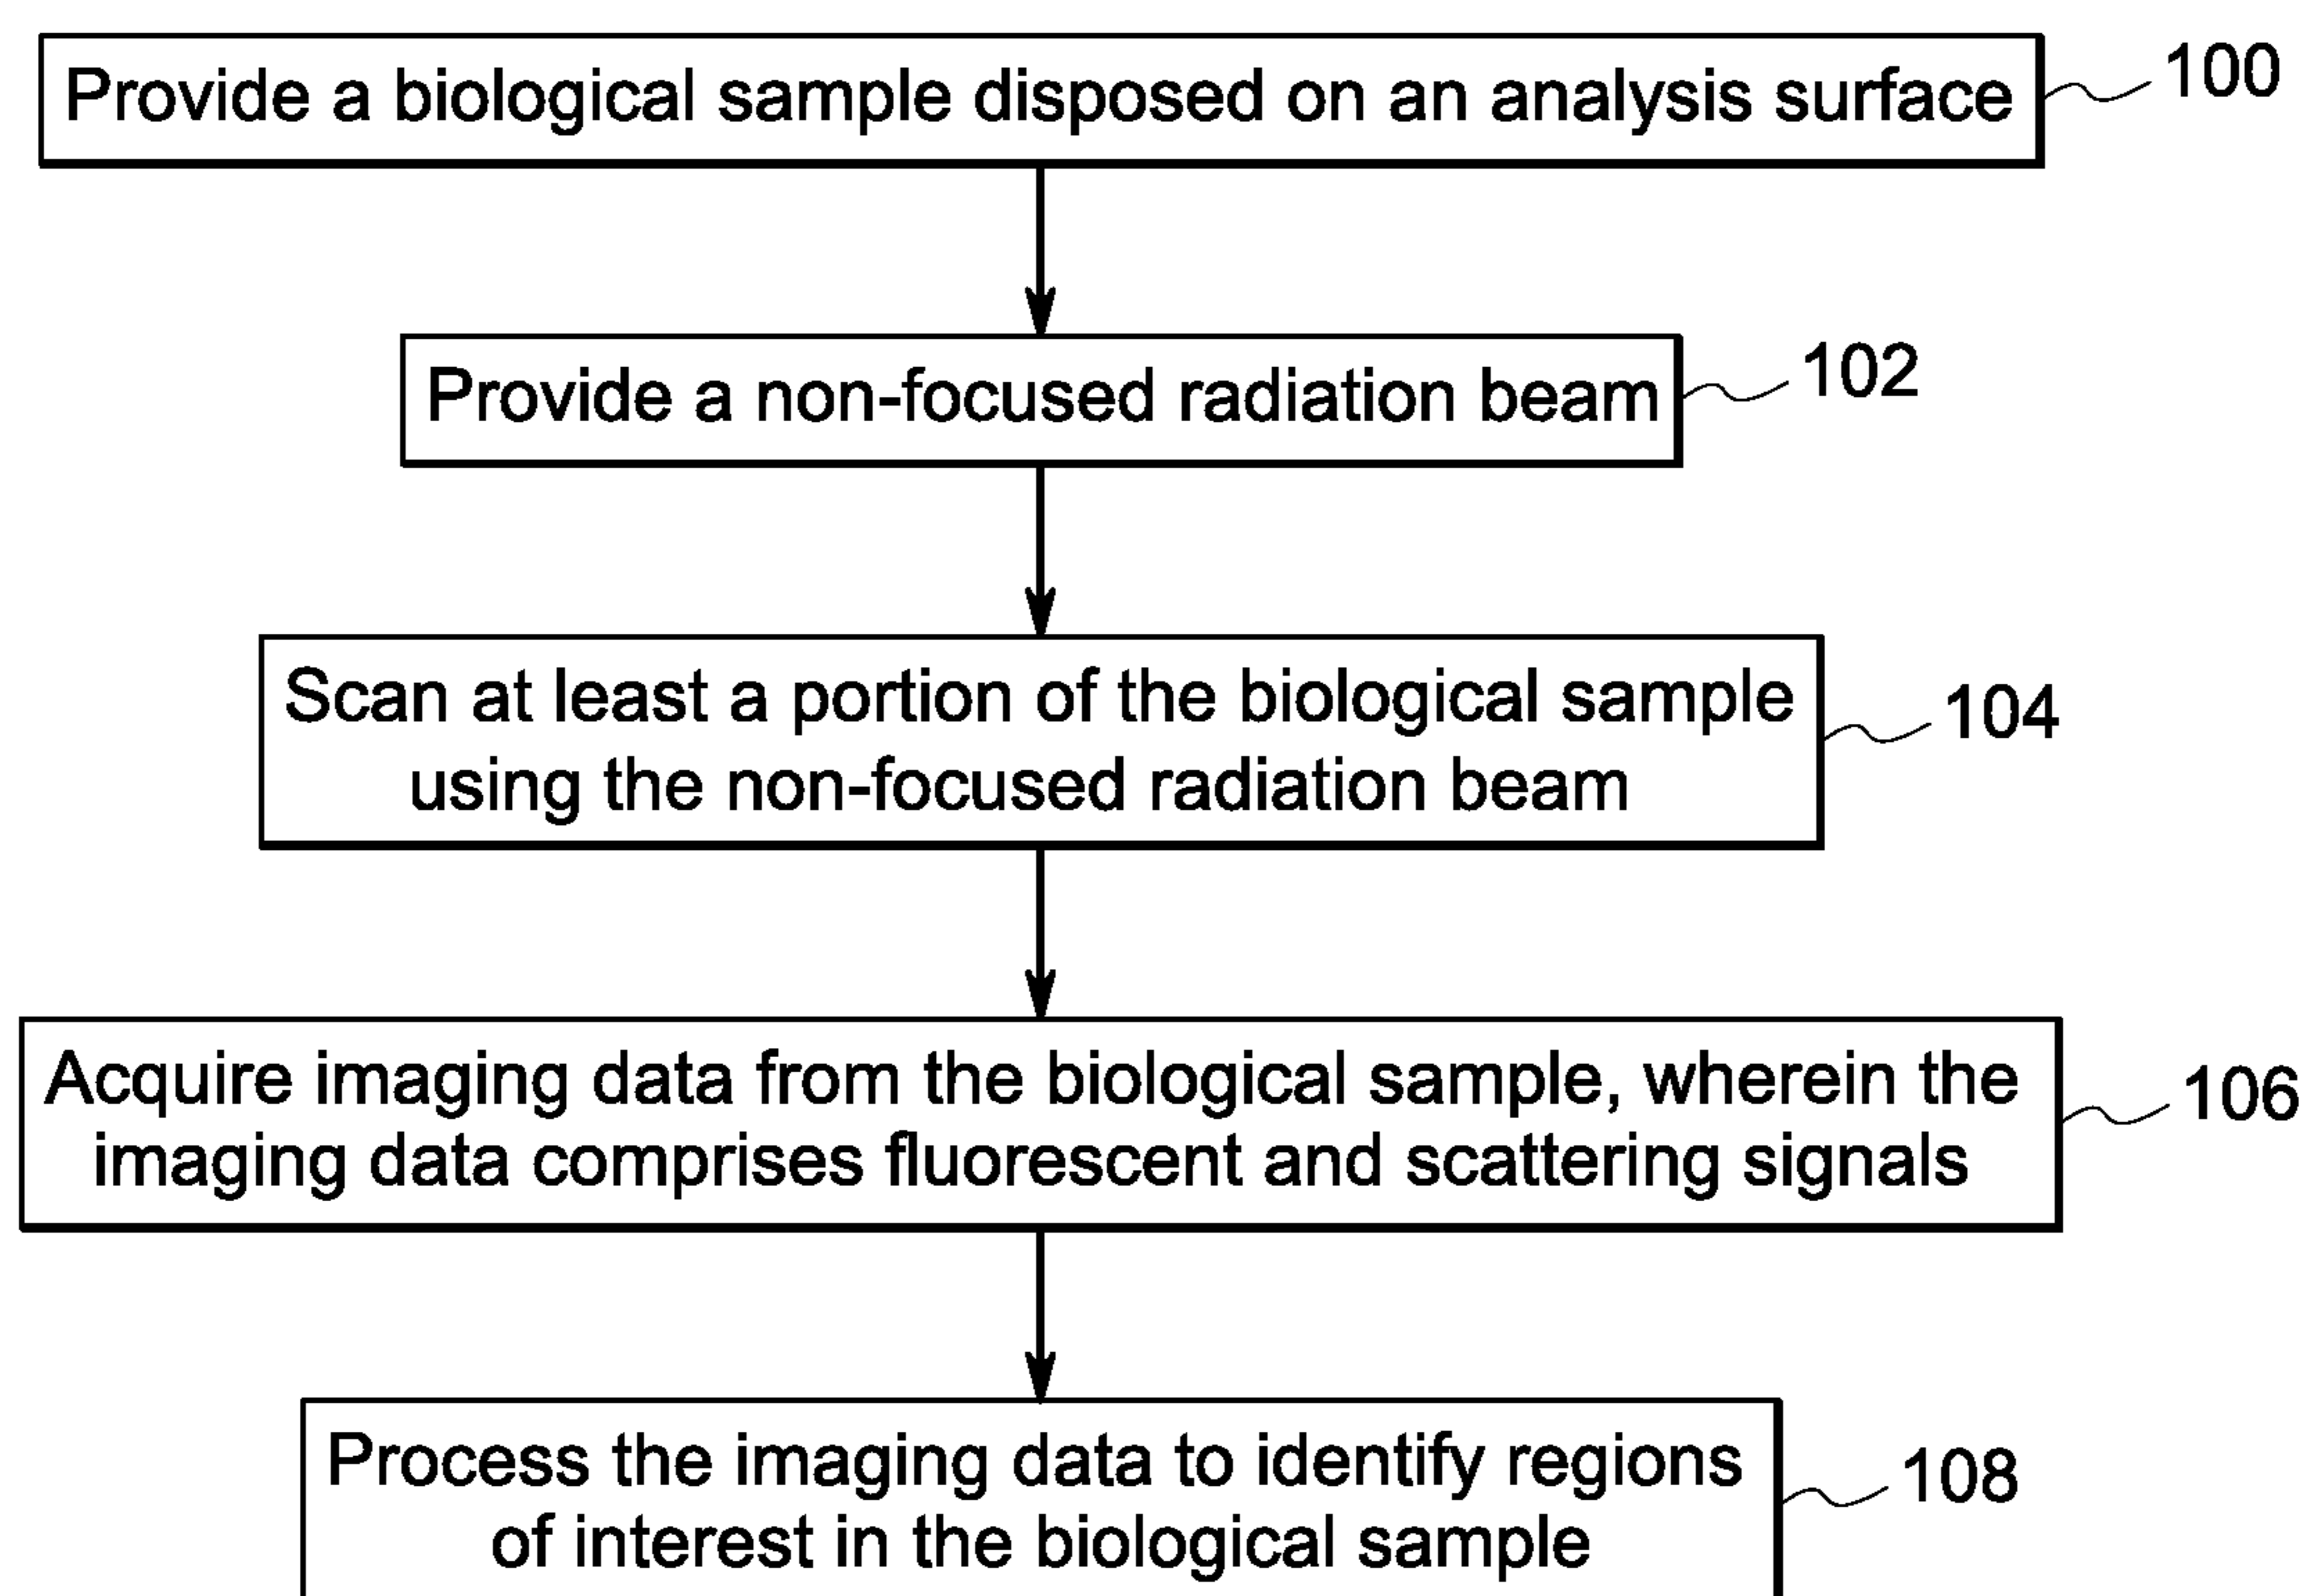 Provide a biological sample disposed on an analysis surface
100
Provide a non-focused radiation beam
102
Scan at least a portion of the biological sample
using the non-focused radiation beam
104
Acquire imaging data from the biological sample, wherein the
imaging data comprises fluorescent and scattering signals
106
Process the imaging data to identify regions
of interest in the biological sample
108